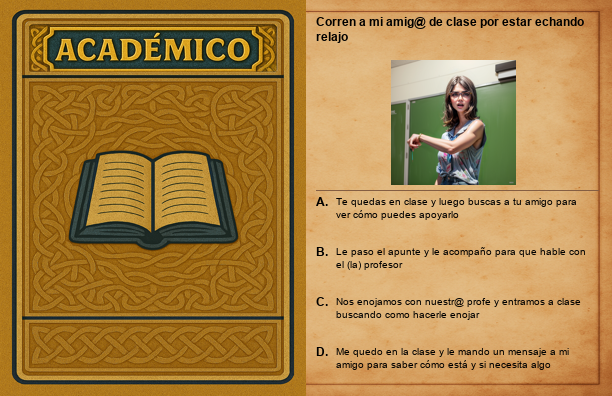 ACADÉMICO
Corren a mi amig@ de clase por estar echando
relajo
A. Te quedas en clase y luego buscas a tu amigo para
ver cómo puedes apoyarlo
B. Le paso el apunte y le acompaño para que hable con
el (la) profesor
C. Nos enojamos con nuestr@ profe y entramos a clase
buscando como hacerle enojar
D. Me quedo en la clase y le mando un mensaje a mi
amigo para saber cómo está y si necesita algo